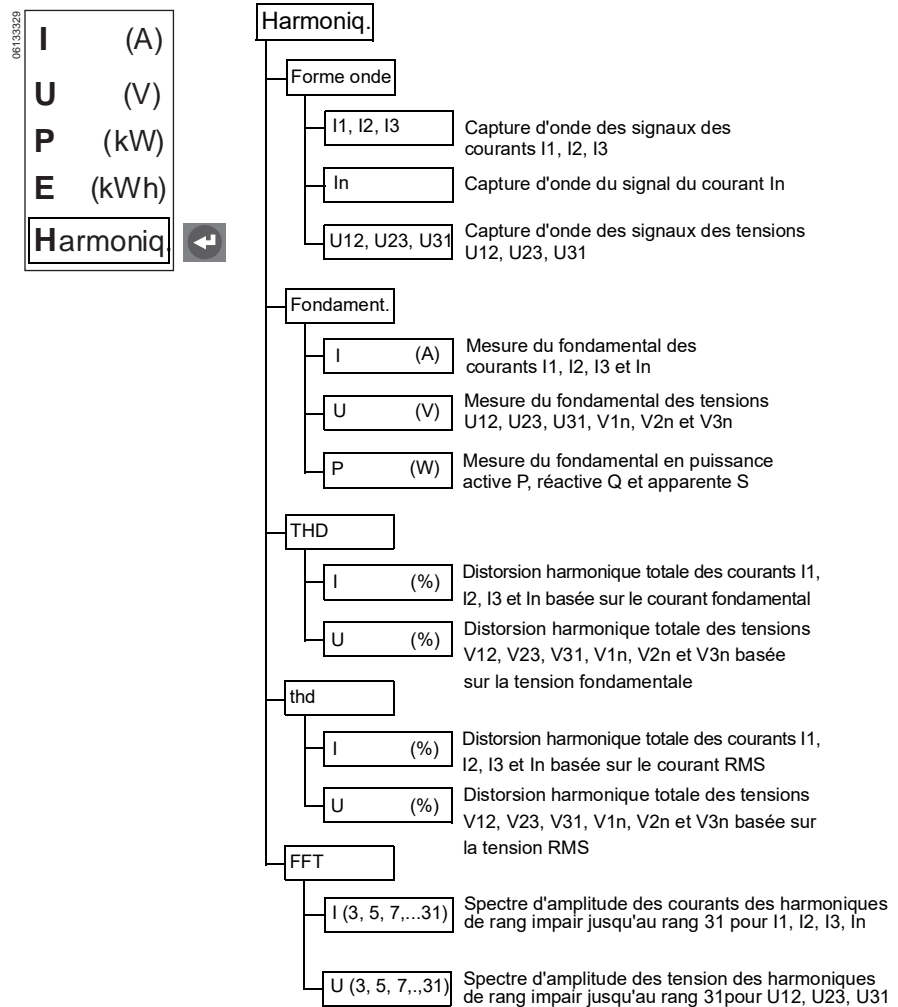 06133329
I (A)
U (V)
P (kW)
E (kWh)
Harmoniq.
Harmoniq.
Forme onde
I1, I2, I3
Capture d'onde des signaux des
courants I1, I2, I3
In
Capture d'onde du signal du courant In
U12, U23, U31
Capture d'onde des signaux des tensions
U12, U23, U31
Fondament.
I (A)
Mesure du fondamental des
courants I1, I2, I3 et In
U (V)
Mesure du fondamental des tensions
U12, U23, U31, V1n, V2n et V3n
P (W)
Mesure du fondamental en puissance
active P, réactive Q et apparente S
THD
I (%)
Distorsion harmonique totale des courants I1,
I2, I3 et In basée sur le courant fondamental
U (%)
Distorsion harmonique totale des tensions
V12, V23, V31, V1n, V2n et V3n basée
sur la tension fondamentale
thd
I (%)
Distorsion harmonique totale des courants I1,
I2, I3 et In basée sur le courant RMS
U (%)
Distorsion harmonique totale des tensions
V12, V23, V31, V1n, V2n et V3n basée sur
la tension RMS
FFT
I (3, 5, 7,...31)
Spectre d'amplitude des courants des harmoniques
de rang impair jusqu'au rang 31 pour I1, I2, I3, In
U (3, 5, 7,.,31)
Spectre d'amplitude des tension des harmoniques
de rang impair jusqu'au rang 31pour U12, U23, U31